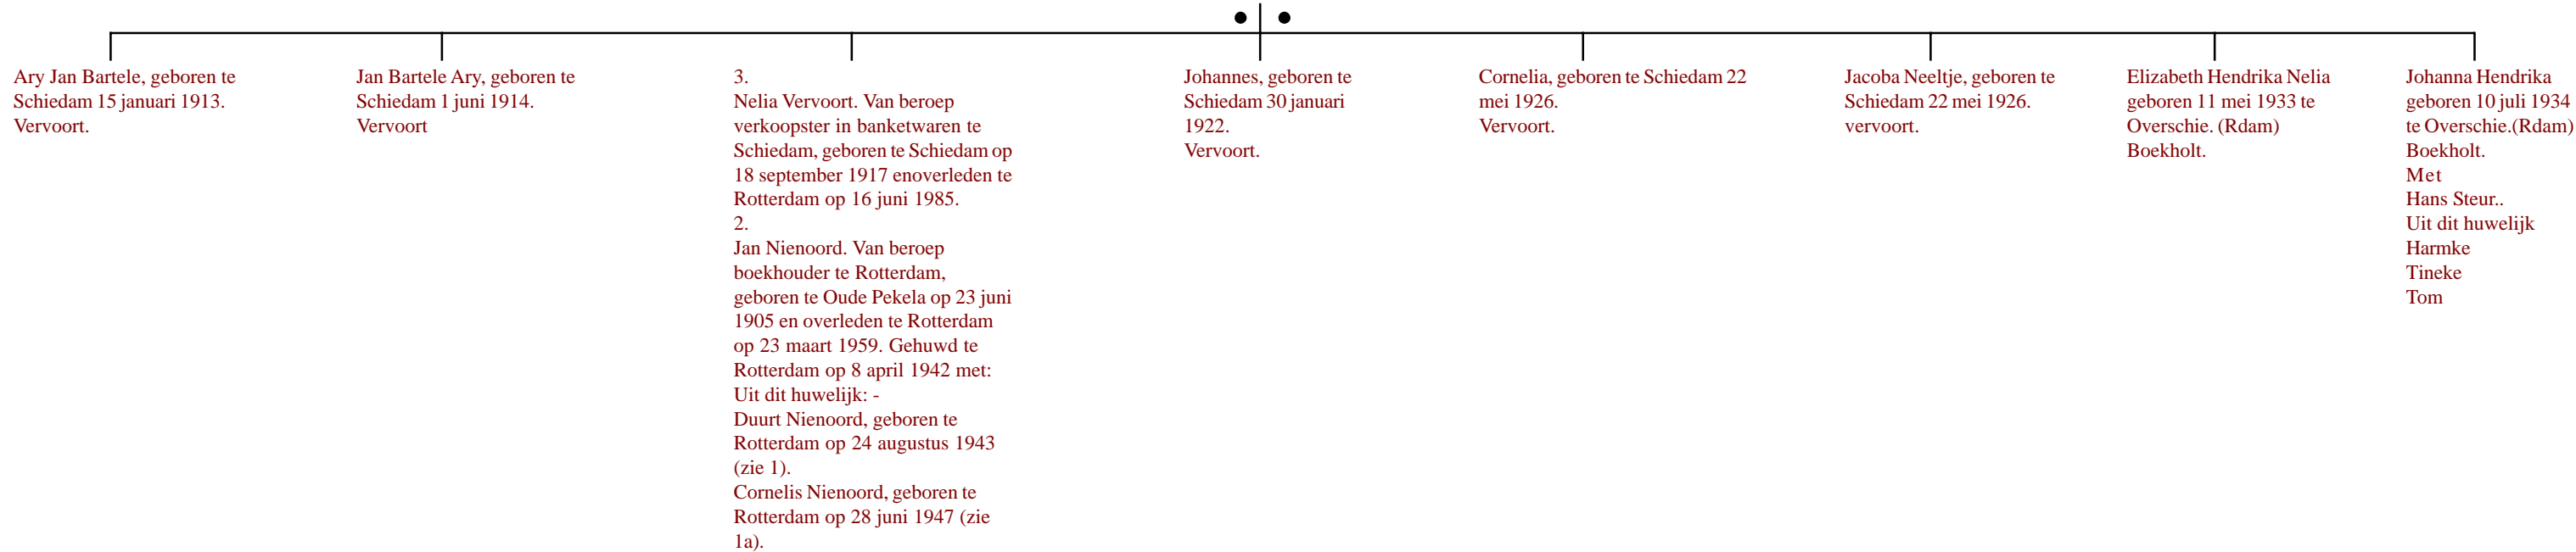 Ary Jan Bartele, geboren te
Schiedam 15 januari 1913.
Vervoort.
Jan Bartele Ary, geboren te
Schiedam 1 juni 1914.
Vervoort
3.
Nelia Vervoort. Van beroep
verkoopster in banketwaren te
Schiedam, geboren te Schiedam op
18 september 1917 enoverleden te
Rotterdam op 16 juni 1985.
2.
Jan Nienoord. Van beroep
boekhouder te Rotterdam,
geboren te Oude Pekela op 23 juni
1905 en overleden te Rotterdam
op 23 maart 1959. Gehuwd te
Rotterdam op 8 april 1942 met:
Uit dit huwelijk: -
Duurt Nienoord, geboren te
Rotterdam op 24 augustus 1943
(zie 1).
Cornelis Nienoord, geboren te
Rotterdam op 28 juni 1947 (zie
1a).
Johannes, geboren te
Schiedam 30 januari
1922.
Vervoort.
Cornelia, geboren te Schiedam 22
mei 1926.
Vervoort.
Jacoba Neeltje, geboren te
Schiedam 22 mei 1926.
vervoort.
Elizabeth Hendrika Nelia
geboren 11 mei 1933 te
Overschie. (Rdam)
Boekholt.
Johanna Hendrika
geboren 10 juli 1934
te Overschie.(Rdam)
Boekholt.
Met
Hans Steur..
Uit dit huwelijk
Harmke
Tineke
Tom